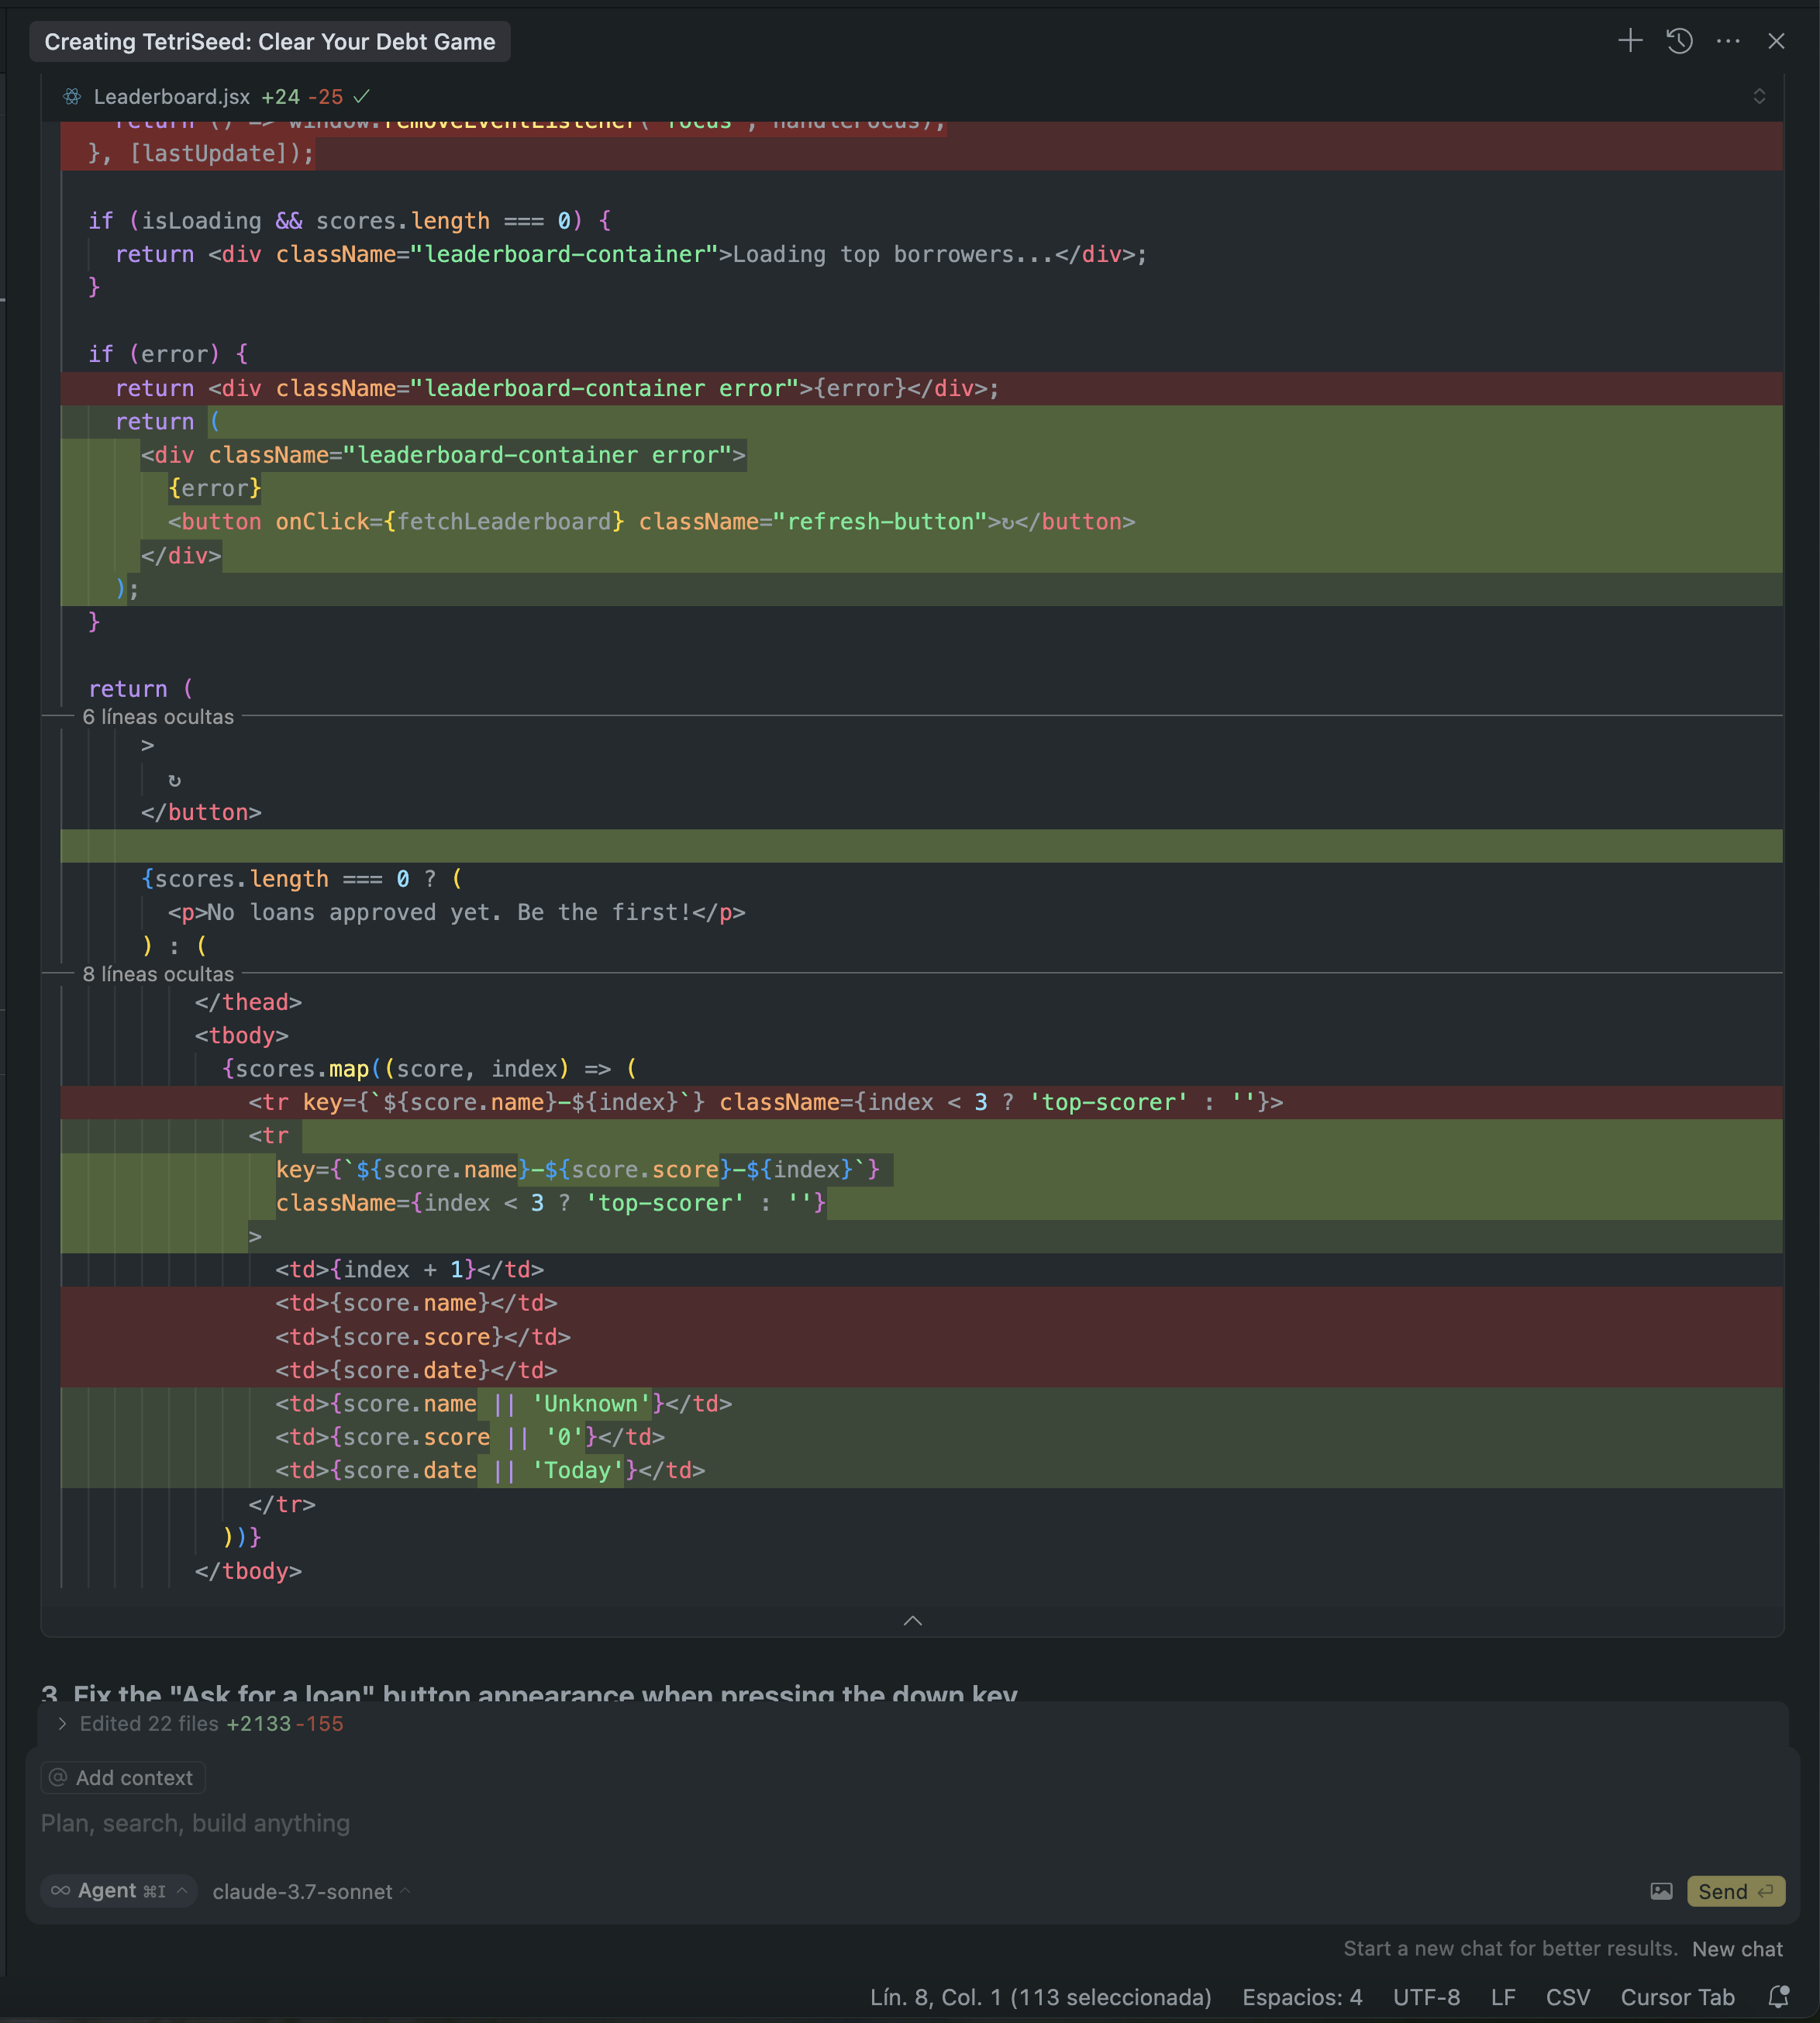 Creating TetriSeed: Clear Your Debt Game
Leaderboard.jsx +24 -25
return () => window.removeEventListener('focus', handleFocus);
}, [lastUpdate]);
if (isLoading && scores.length === 0) {
return <div className="leaderboard-container">Loading top borrowers...</div>;
}
if (error) {
return <div className="leaderboard-container error">{error}</div>;
return (
<div className="leaderboard-container error">
{error}
<button onClick={fetchLeaderboard} className="refresh-button">↻</button>
</div>
);
}
return (
6 líneas ocultas
>
↻
</button>
{scores.length === 0 ? (
<p>No loans approved yet. Be the first!</p>
) : (
8 líneas ocultas
</thead>
<tbody>
{scores.map((score, index) => (
<tr key={`${score.name}-${index}`} className={index < 3 ? 'top-scorer' : ''}>
<tr
key={`${score.name}-${score.score}-${index}`}
className={index < 3 ? 'top-scorer' : ''}
>
<td>{index + 1}</td>
<td>{score.name}</td>
<td>{score.score}</td>
<td>{score.date}</td>
<td>{score.name || 'Unknown'}</td>
<td>{score.score || '0'}</td>
<td>{score.date || 'Today'}</td>
</tr>
))}
</tbody>
3. Fix the "Ask for a loan" button appearance when pressing the down key
Edited 22 files +2133 -155
@ Add context
Plan, search, build anything
∞ Agent ⌘I claude-3.7-sonnet
Send ⏎
Start a new chat for better results. New chat
Lín. 8, Col. 1 (113 seleccionada) Espacios: 4 UTF-8 LF CSV Cursor Tab